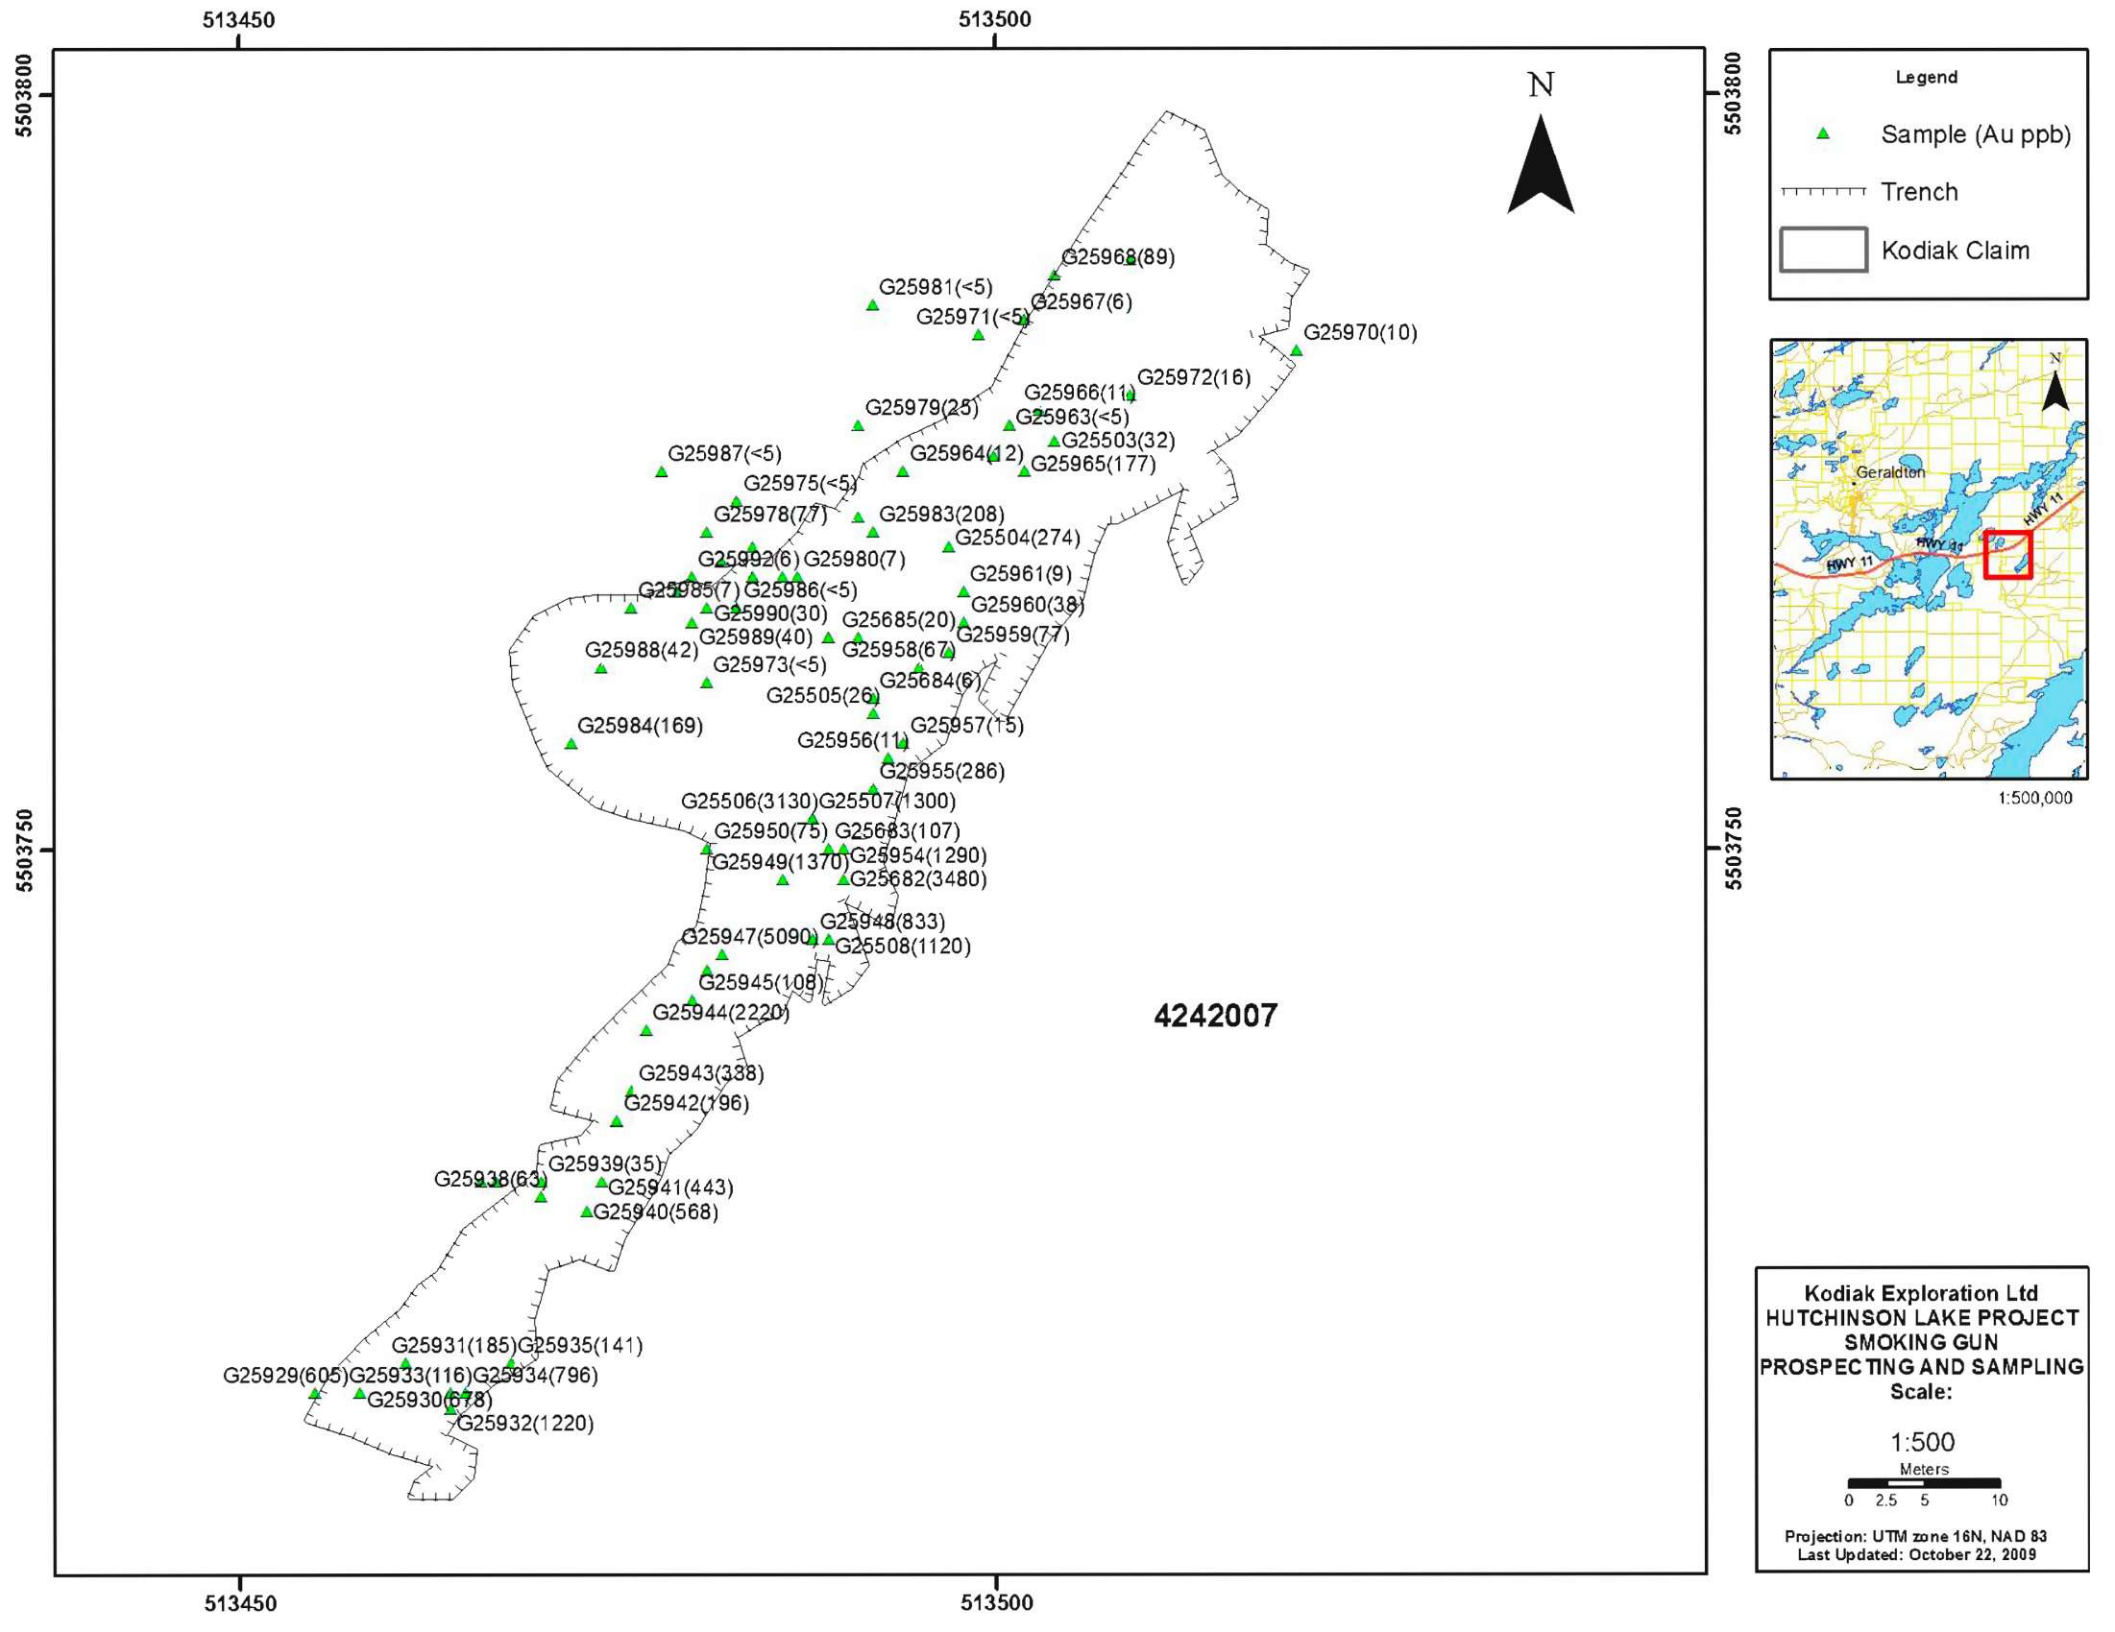 513450
513500
5503800
5503800
N
Legend
Sample (Au ppb)
Trench
Kodiak Claim
G25968(89)
G25981(<5)
G25967(6)
G25971(<5)
G25970(10)
G25972(16)
G25966(11)
G25979(25)
G25963(<5)
G25503(32)
G25964(12)
G25965(177)
G25987(<5)
G25975(<5)
G25978(77)
G25983(208)
G25504(274)
G25992(6)
G25980(7)
G25961(9)
G25985(7)
G25986(<5)
G25960(38)
G25990(30)
G25685(20)
G25989(40)
G25959(77)
G25988(42)
G25958(67)
G25973(<5)
G25684(6)
G25505(26)
G25984(169)
G25957(15)
G25956(11)
G25955(286)
G25506(3130)
G25507(1300)
G25950(75)
G25683(107)
G25949(1370)
G25954(1290)
G25682(3480)
G25948(833)
G25947(5090)
G25508(1120)
G25945(108)
G25944(2220)
G25943(338)
G25942(196)
G25939(35)
G25938(63)
G25941(443)
G25940(568)
G25931(185)
G25935(141)
G25929(605)
G25933(116)
G25934(796)
G25930(678)
G25932(1220)
4242007
5503750
5503750
513450
513500
N
Geraldton
HWY 11
HWY 11
HWY 11
1:500,000
Kodiak Exploration Ltd
HUTCHINSON LAKE PROJECT
SMOKING GUN
PROSPECTING AND SAMPLING
Scale:
1:500
Meters
0 2.5 5 10
Projection: UTM zone 16N, NAD 83
Last Updated: October 22, 2009